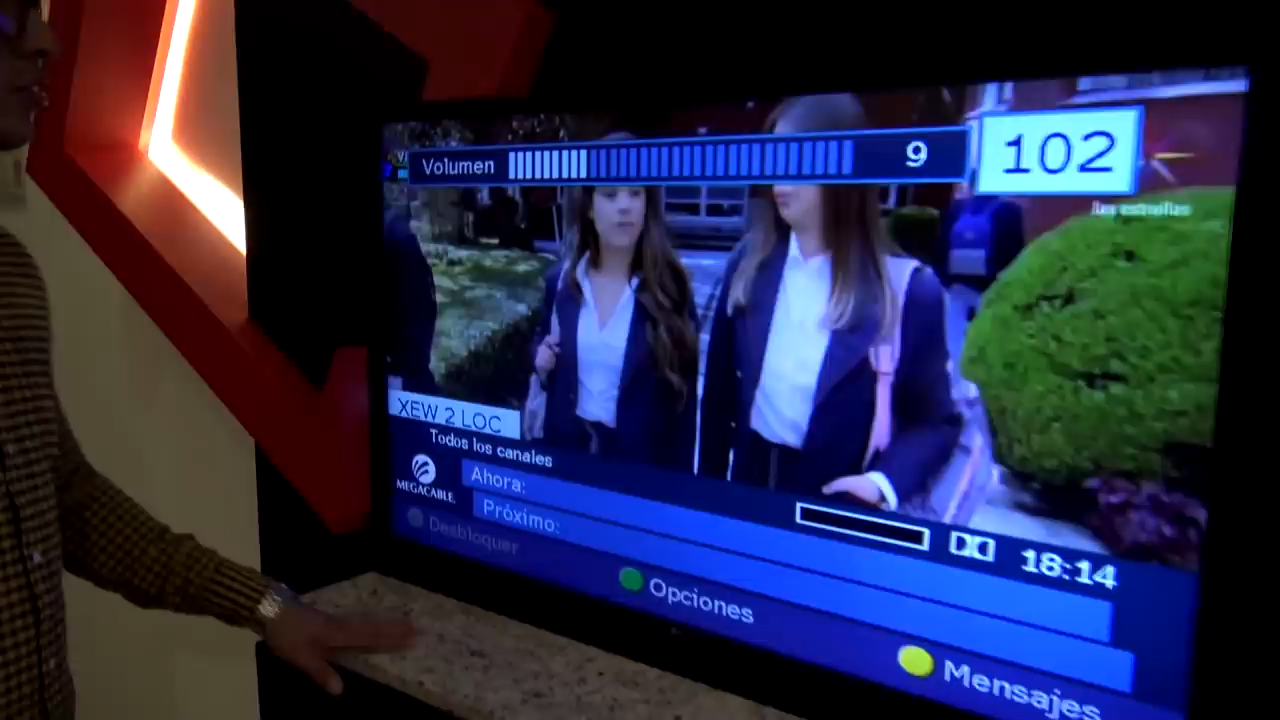 Volumen 9
102
las estrellas
XEW 2 LOC
Todos los canales
MEGACABLE
Ahora:
Próximo:
18:14
Desbloquer
Opciones
Mensajes